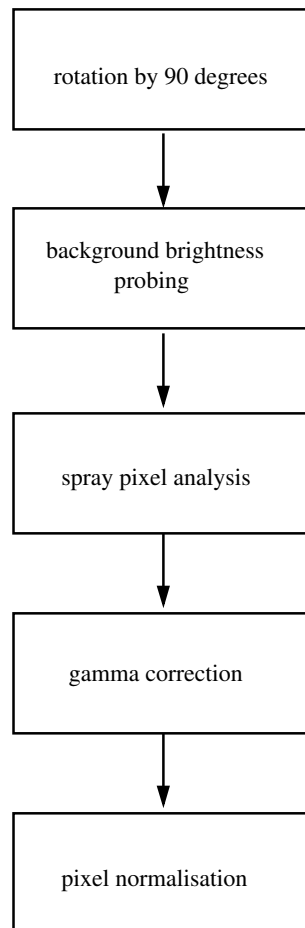 rotation by 90 degrees
background brightness
probing
spray pixel analysis
gamma correction
pixel normalisation